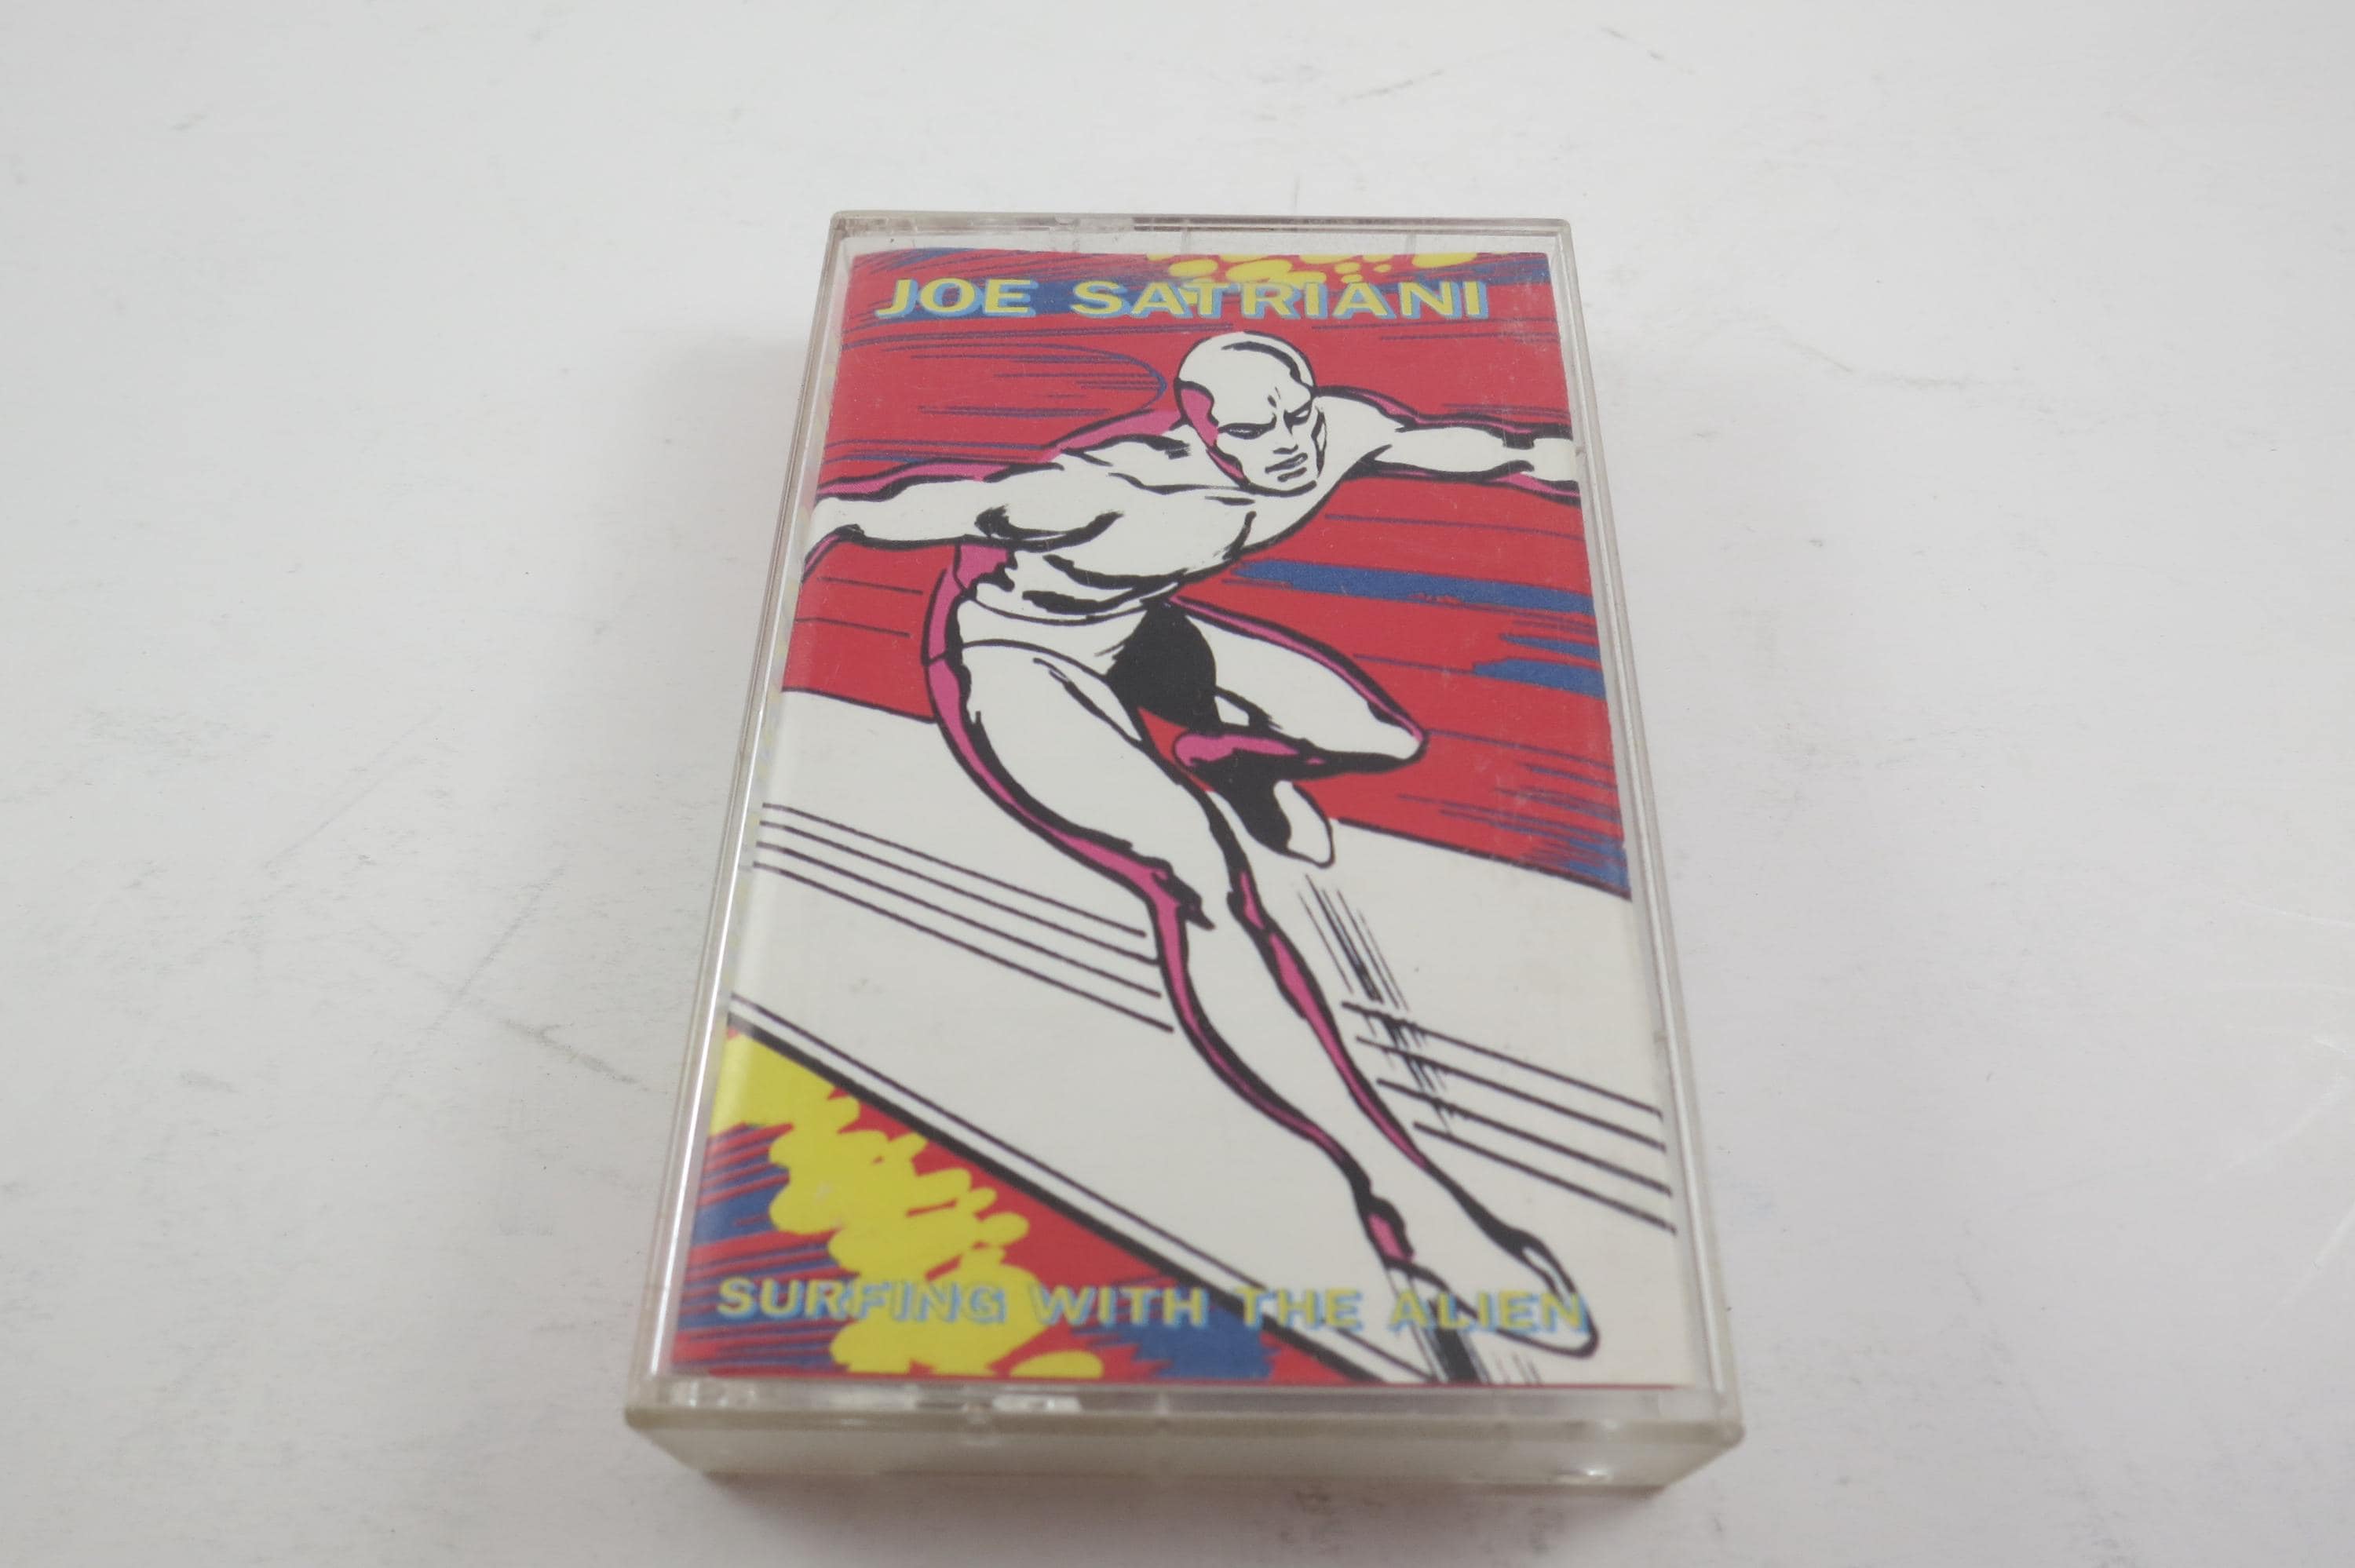 JOE SATRIANI
SURFING WITH THE ALIEN